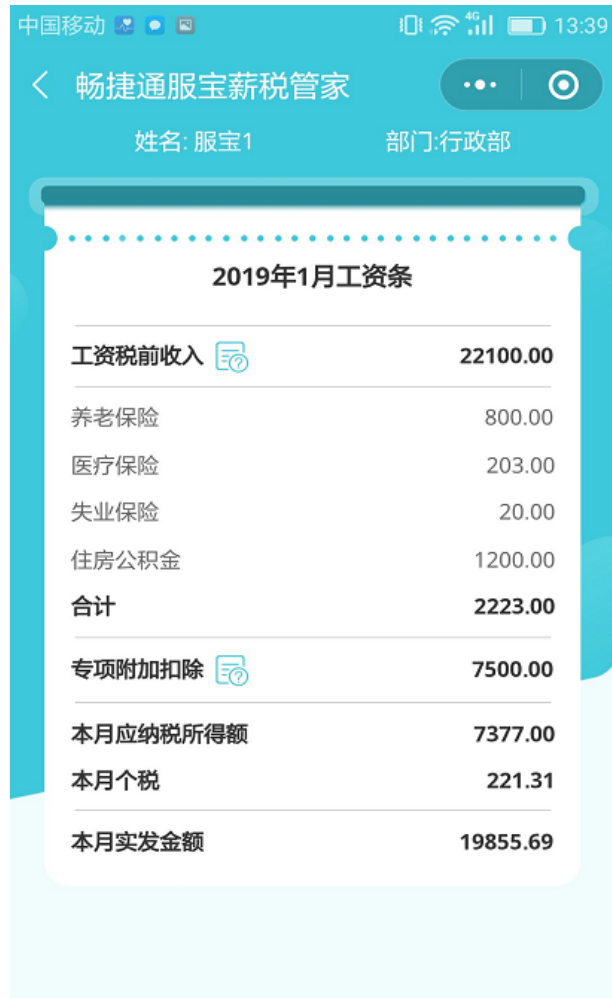 中国移动 4G 13:39
畅捷通服宝薪税管家
姓名: 服宝1 部门:行政部
2019年1月工资条
工资税前收入 22100.00
养老保险 800.00
医疗保险 203.00
失业保险 20.00
住房公积金 1200.00
合计 2223.00
专项附加扣除 7500.00
本月应纳税所得额 7377.00
本月个税 221.31
本月实发金额 19855.69